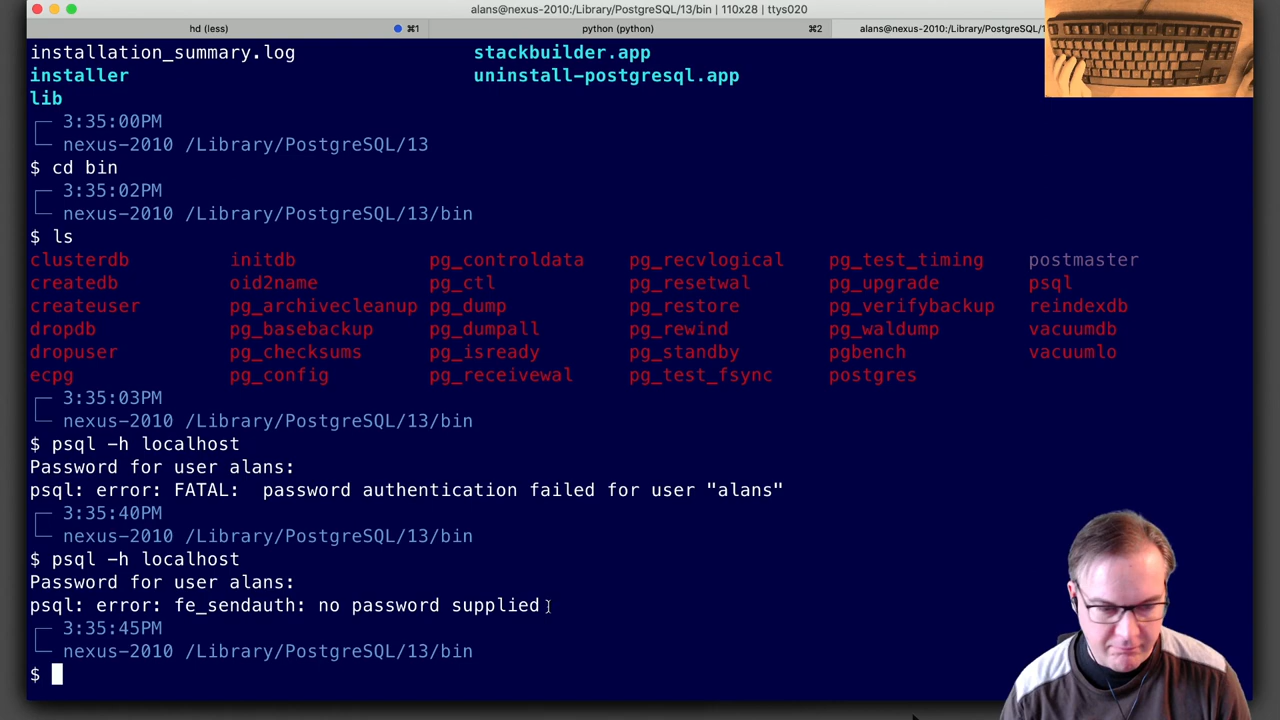 alans@nexus-2010:/Library/PostgreSQL/13/bin | 110x28 | ttys020
hd (less) ⌘1 python (python) ⌘2 alans@nexus-2010:/Library/PostgreSQL/1
installation_summary.log stackbuilder.app
installer uninstall-postgresql.app
lib
3:35:00PM
nexus-2010 /Library/PostgreSQL/13
$ cd bin
3:35:02PM
nexus-2010 /Library/PostgreSQL/13/bin
$ ls
clusterdb initdb pg_controldata pg_recvlogical pg_test_timing postmaster
createdb oid2name pg_ctl pg_resetwal pg_upgrade psql
createuser pg_archivecleanup pg_dump pg_restore pg_verifybackup reindexdb
dropdb pg_basebackup pg_dumpall pg_rewind pg_waldump vacuumdb
dropuser pg_checksums pg_isready pg_standby pgbench vacuumlo
ecpg pg_config pg_receivewal pg_test_fsync postgres
3:35:03PM
nexus-2010 /Library/PostgreSQL/13/bin
$ psql -h localhost
Password for user alans:
psql: error: FATAL:  password authentication failed for user "alans"
3:35:40PM
nexus-2010 /Library/PostgreSQL/13/bin
$ psql -h localhost
Password for user alans:
psql: error: fe_sendauth: no password supplied
3:35:45PM
nexus-2010 /Library/PostgreSQL/13/bin
$